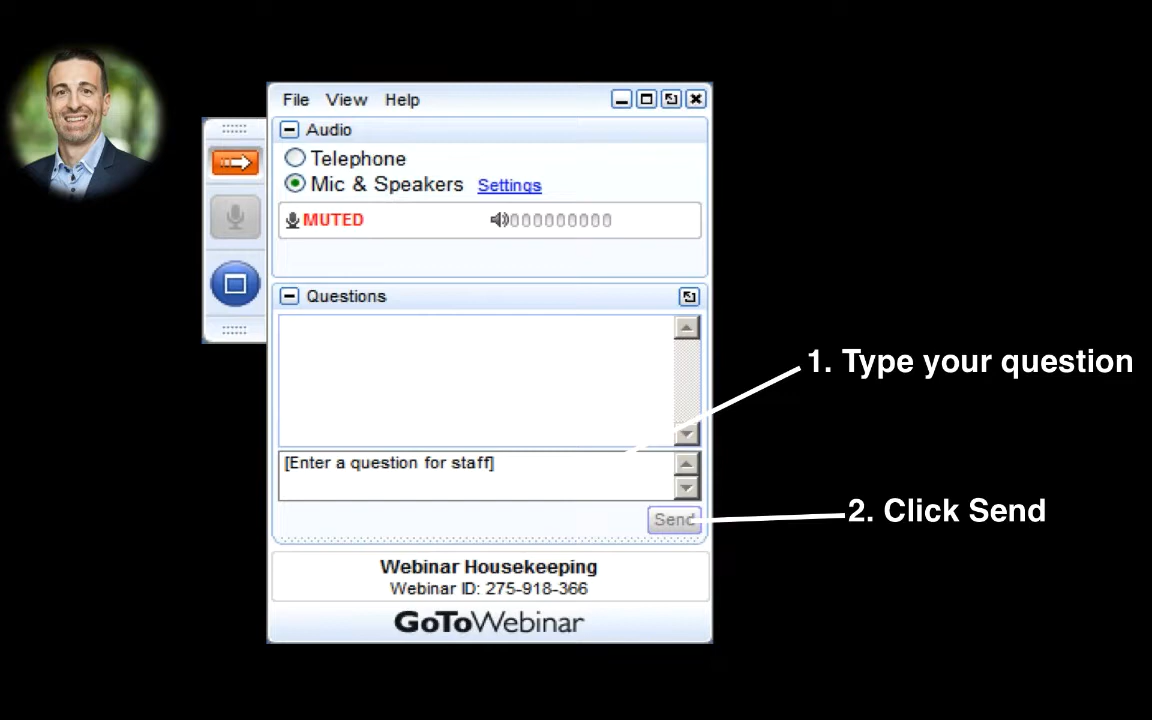 File View Help
Audio
Telephone
Mic & Speakers Settings
MUTED
Questions
1. Type your question
[Enter a question for staff]
Send
2. Click Send
Webinar Housekeeping
Webinar ID: 275-918-366
GoToWebinar